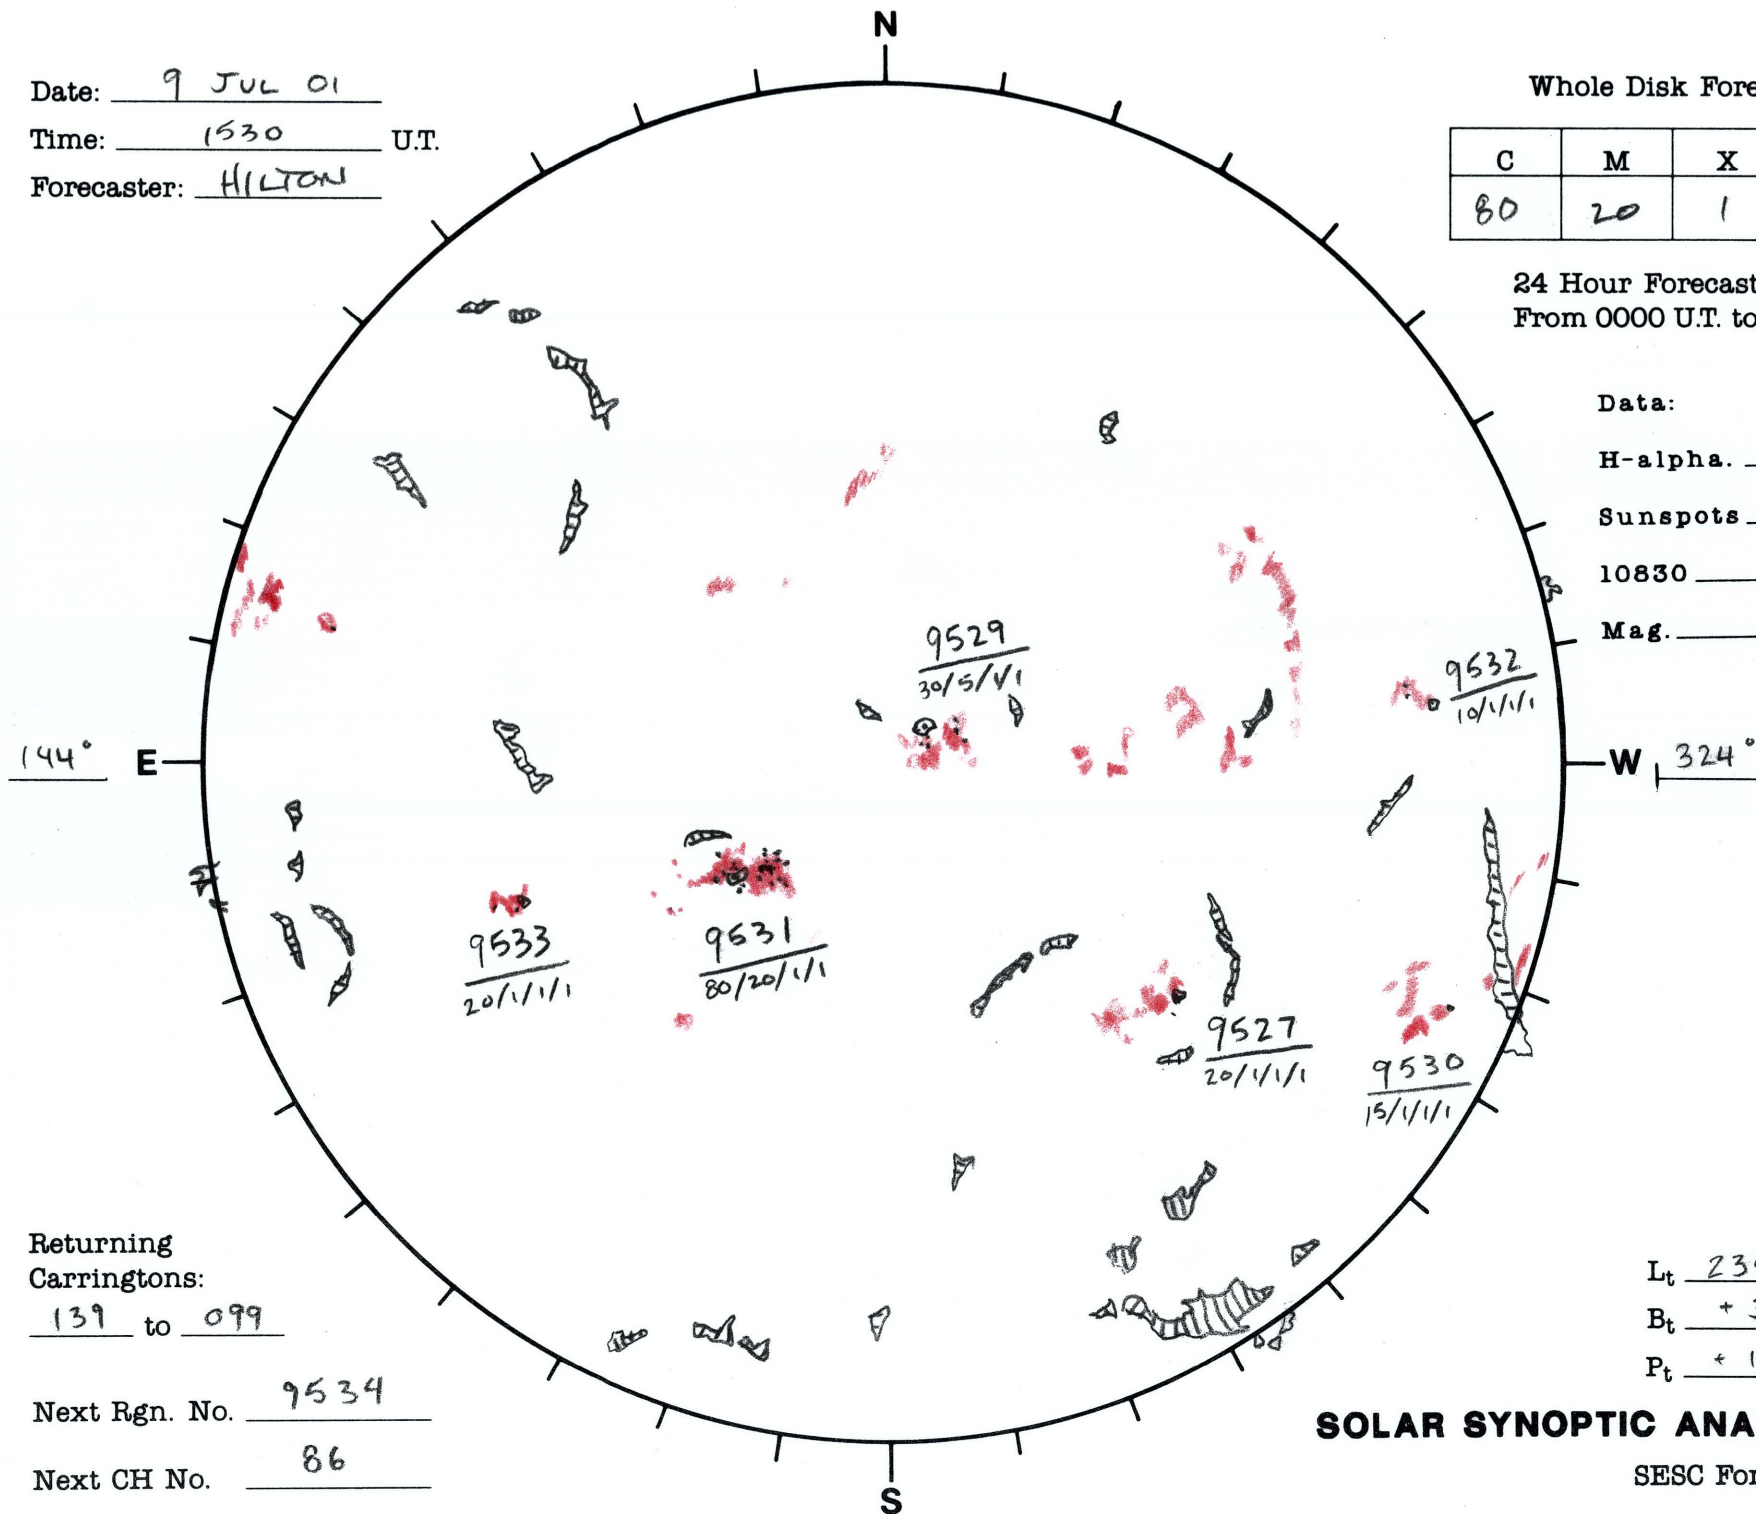 N
Date: 9 JUL 01
Time: 1530 U.T.
Forecaster: HILTON
Whole Disk Fore
C M X
80 20 1
24 Hour Forecast
From 0000 U.T. to
Data:
H-alpha.
Sunspots
10830
Mag.
9529
30/5/1/1
9532
10/1/1/1
144° E
W 324°
9533
20/1/1/1
9531
80/20/1/1
9527
20/1/1/1
9530
15/1/1/1
Returning
Carringtons:
139 to 099
Next Rgn. No. 9534
Next CH No. 86
S
Lt 23
Bt +
Pt + 1
SOLAR SYNOPTIC ANA
SESC For